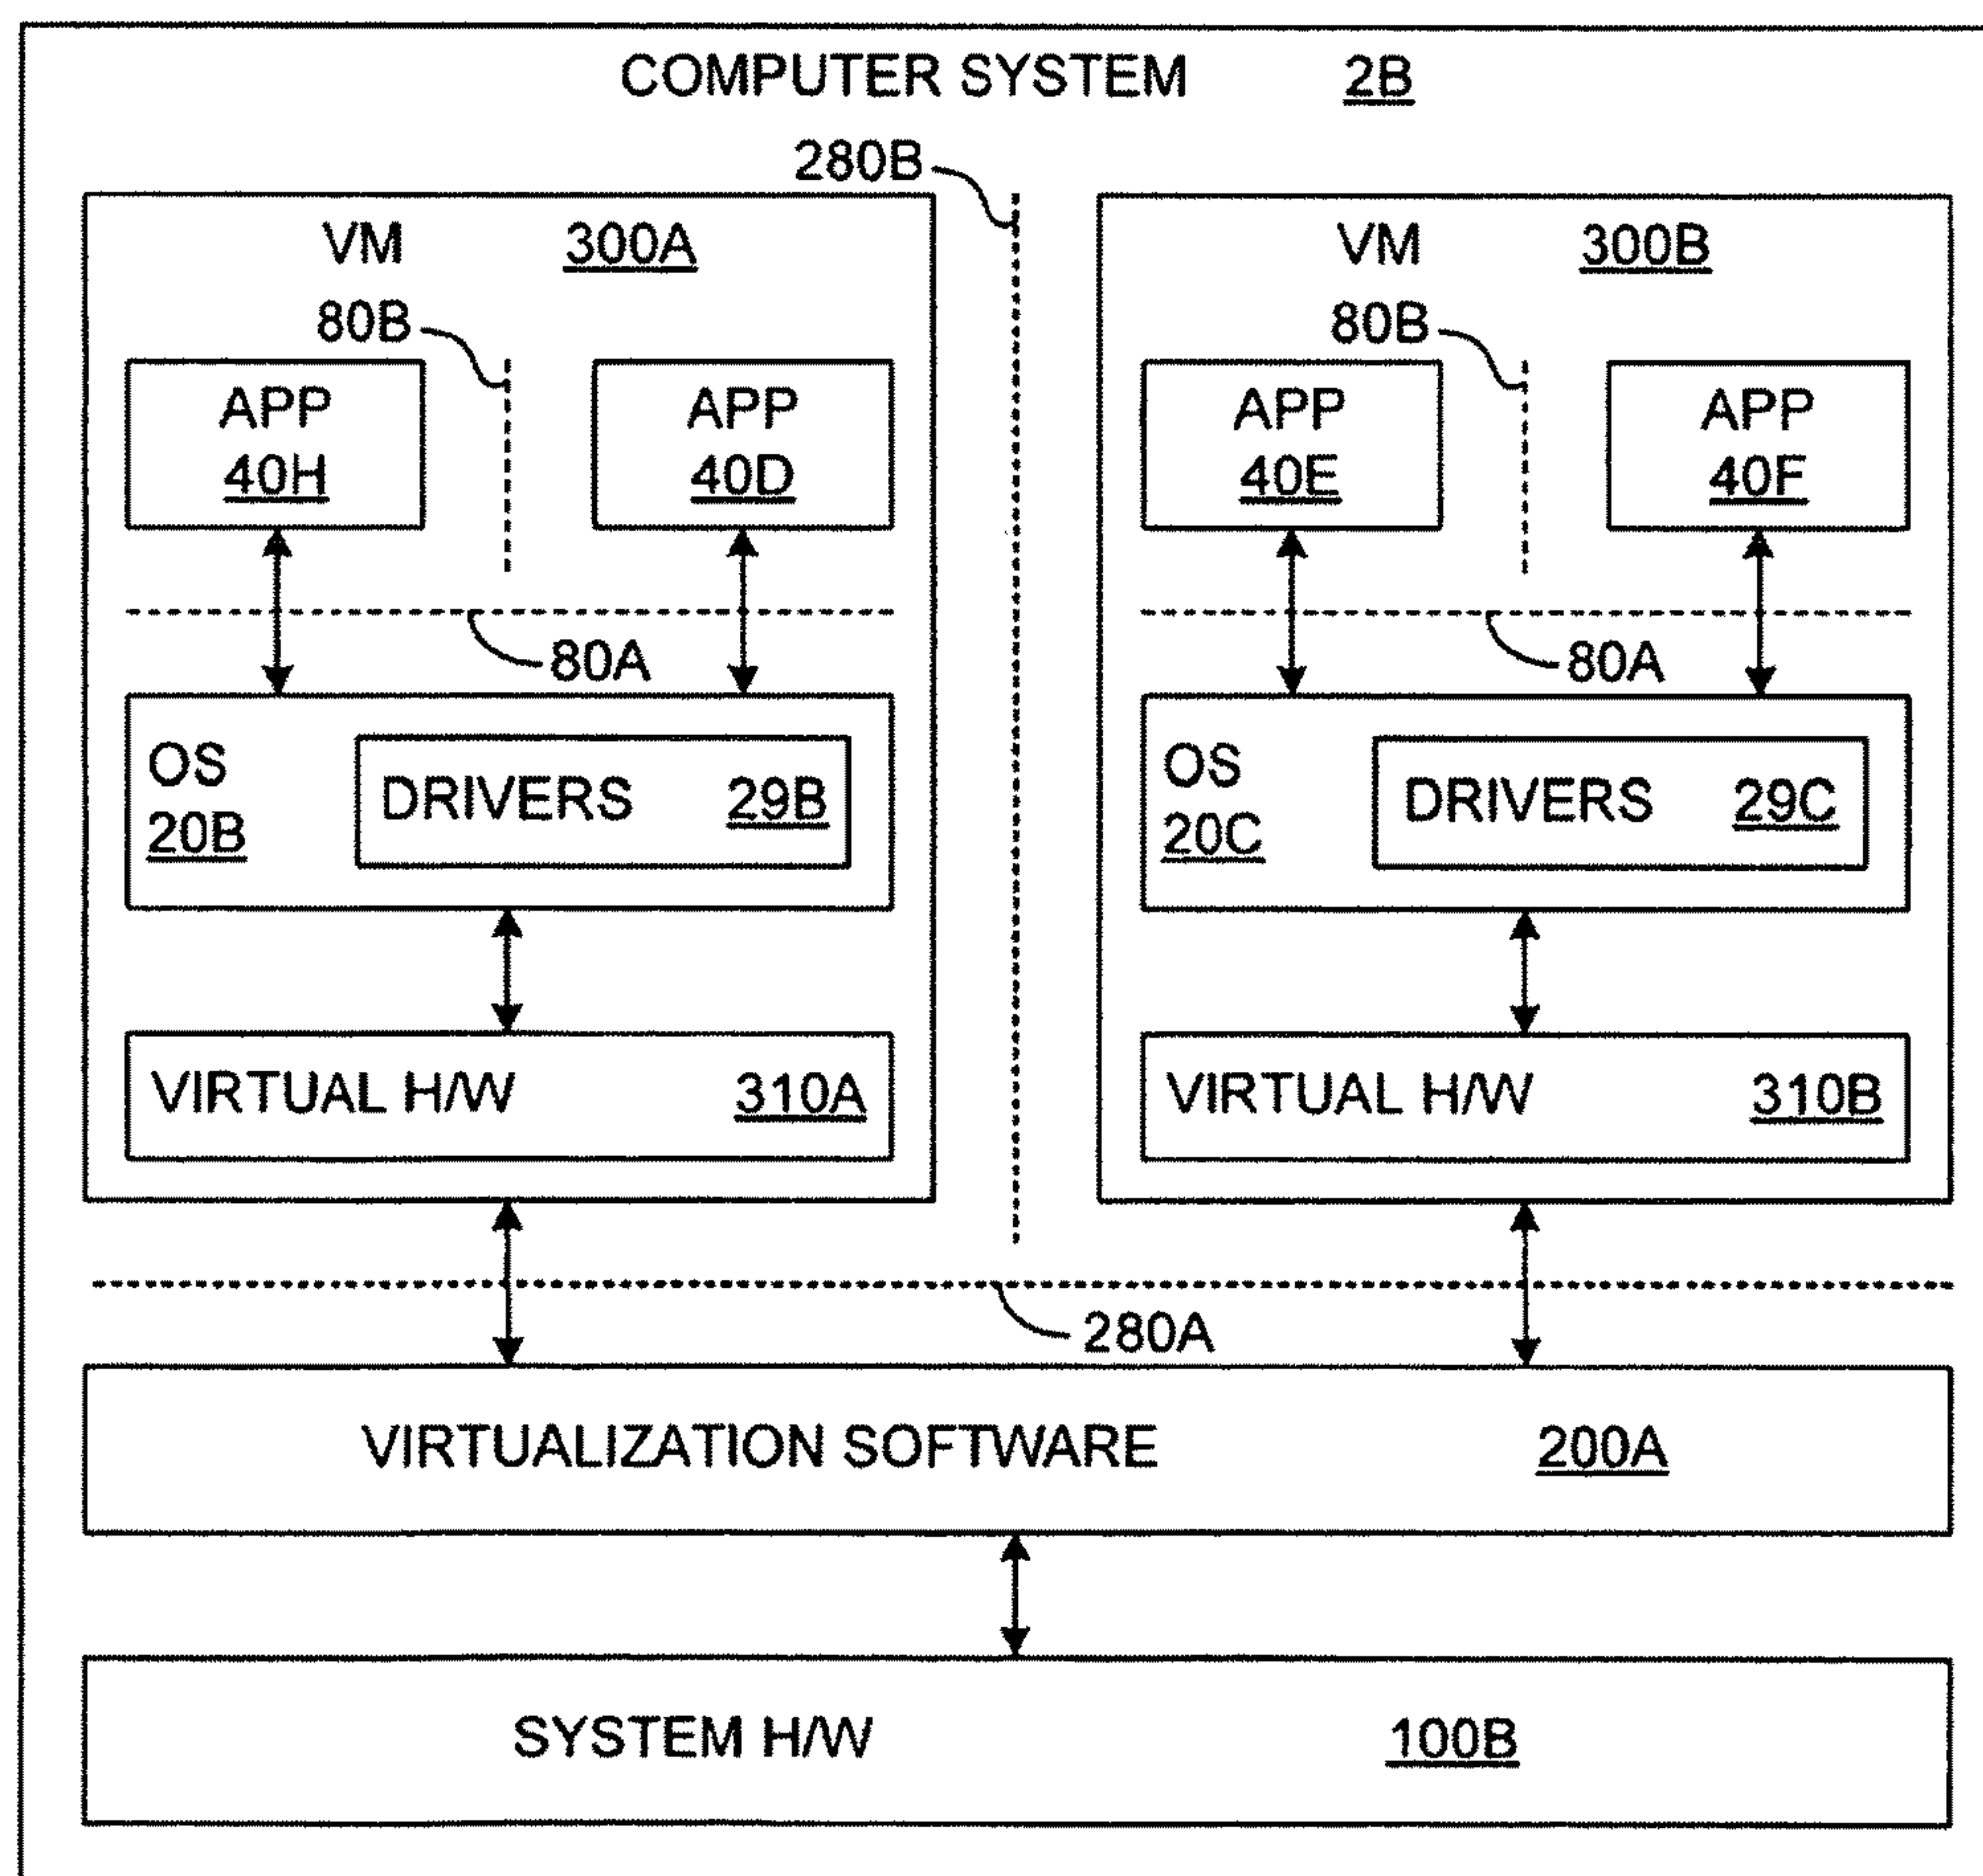 COMPUTER SYSTEM 2B
280B
VM 300A
80B
APP
40H
APP
40D
80A
OS
20B
DRIVERS 29B
VIRTUAL H/W 310A
VM 300B
80B
APP
40E
APP
40F
80A
OS
20C
DRIVERS 29C
VIRTUAL H/W 310B
280A
VIRTUALIZATION SOFTWARE 200A
SYSTEM H/W 100B